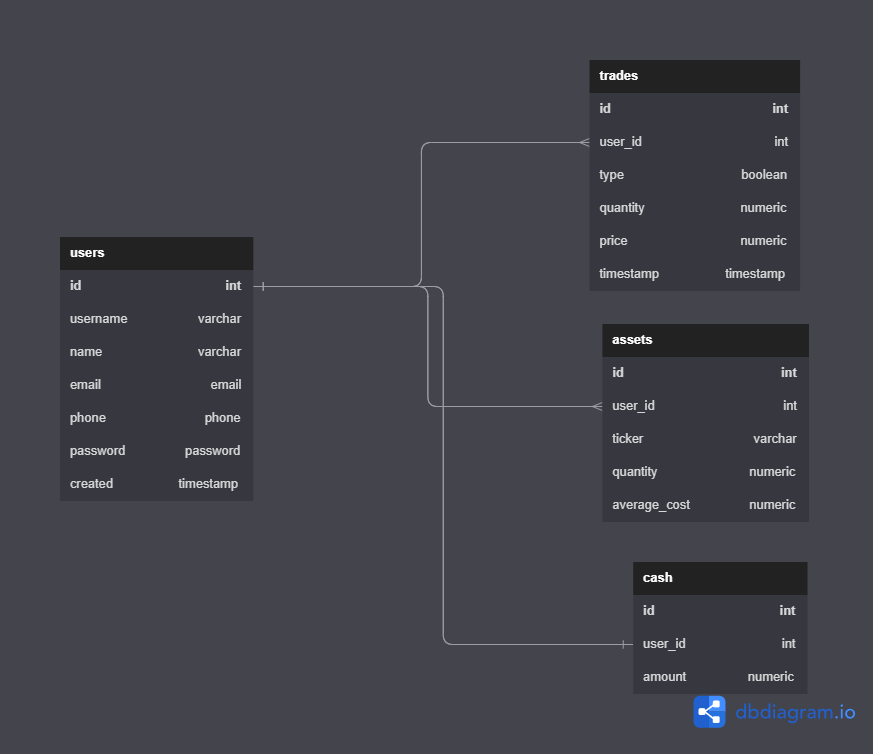 trades
id int
user_id int
type boolean
quantity numeric
price numeric
timestamp timestamp
users
id int
username varchar
name varchar
email email
phone phone
password password
created timestamp
assets
id int
user_id int
ticker varchar
quantity numeric
average_cost numeric
cash
id int
user_id int
amount numeric
dbdiagram.io